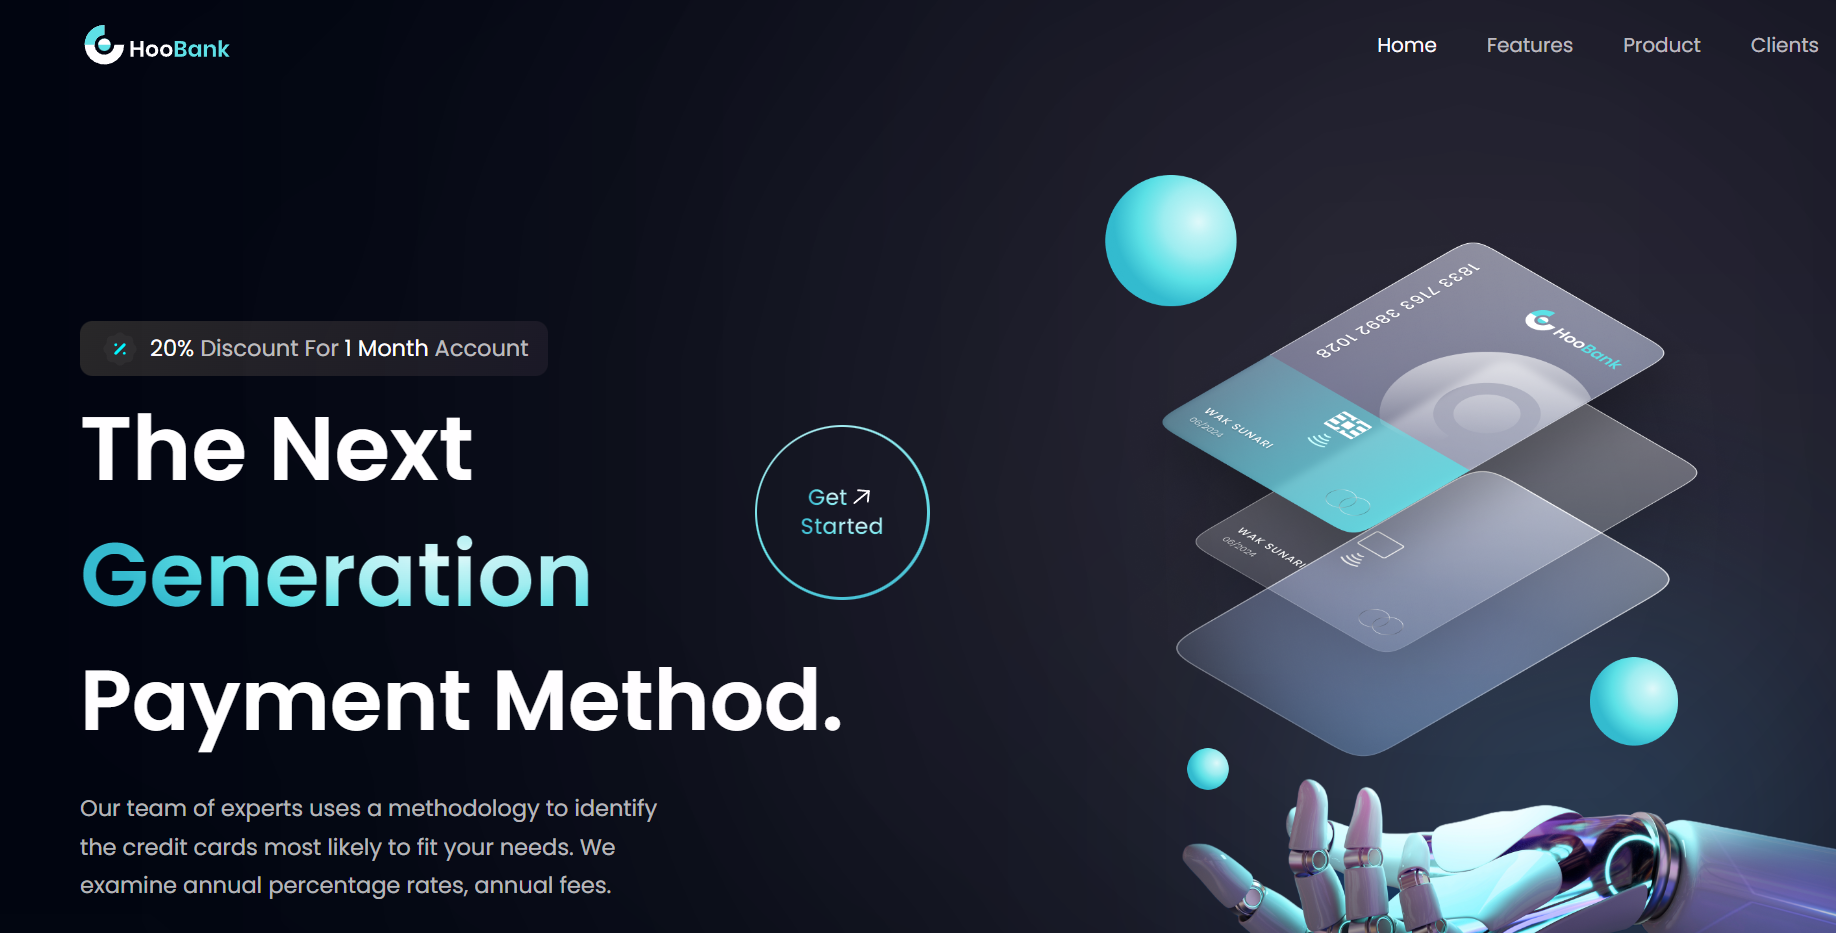 HooBank
Home Features Product Clients
20% Discount For 1 Month Account
The Next
Generation
Payment Method.
Get
Started
Our team of experts uses a methodology to identify
the credit cards most likely to fit your needs. We
examine annual percentage rates, annual fees.
1833 7163 3892 1028
HooBank
WAK SUNARI
06/2024
WAK SUNARI
06/2024